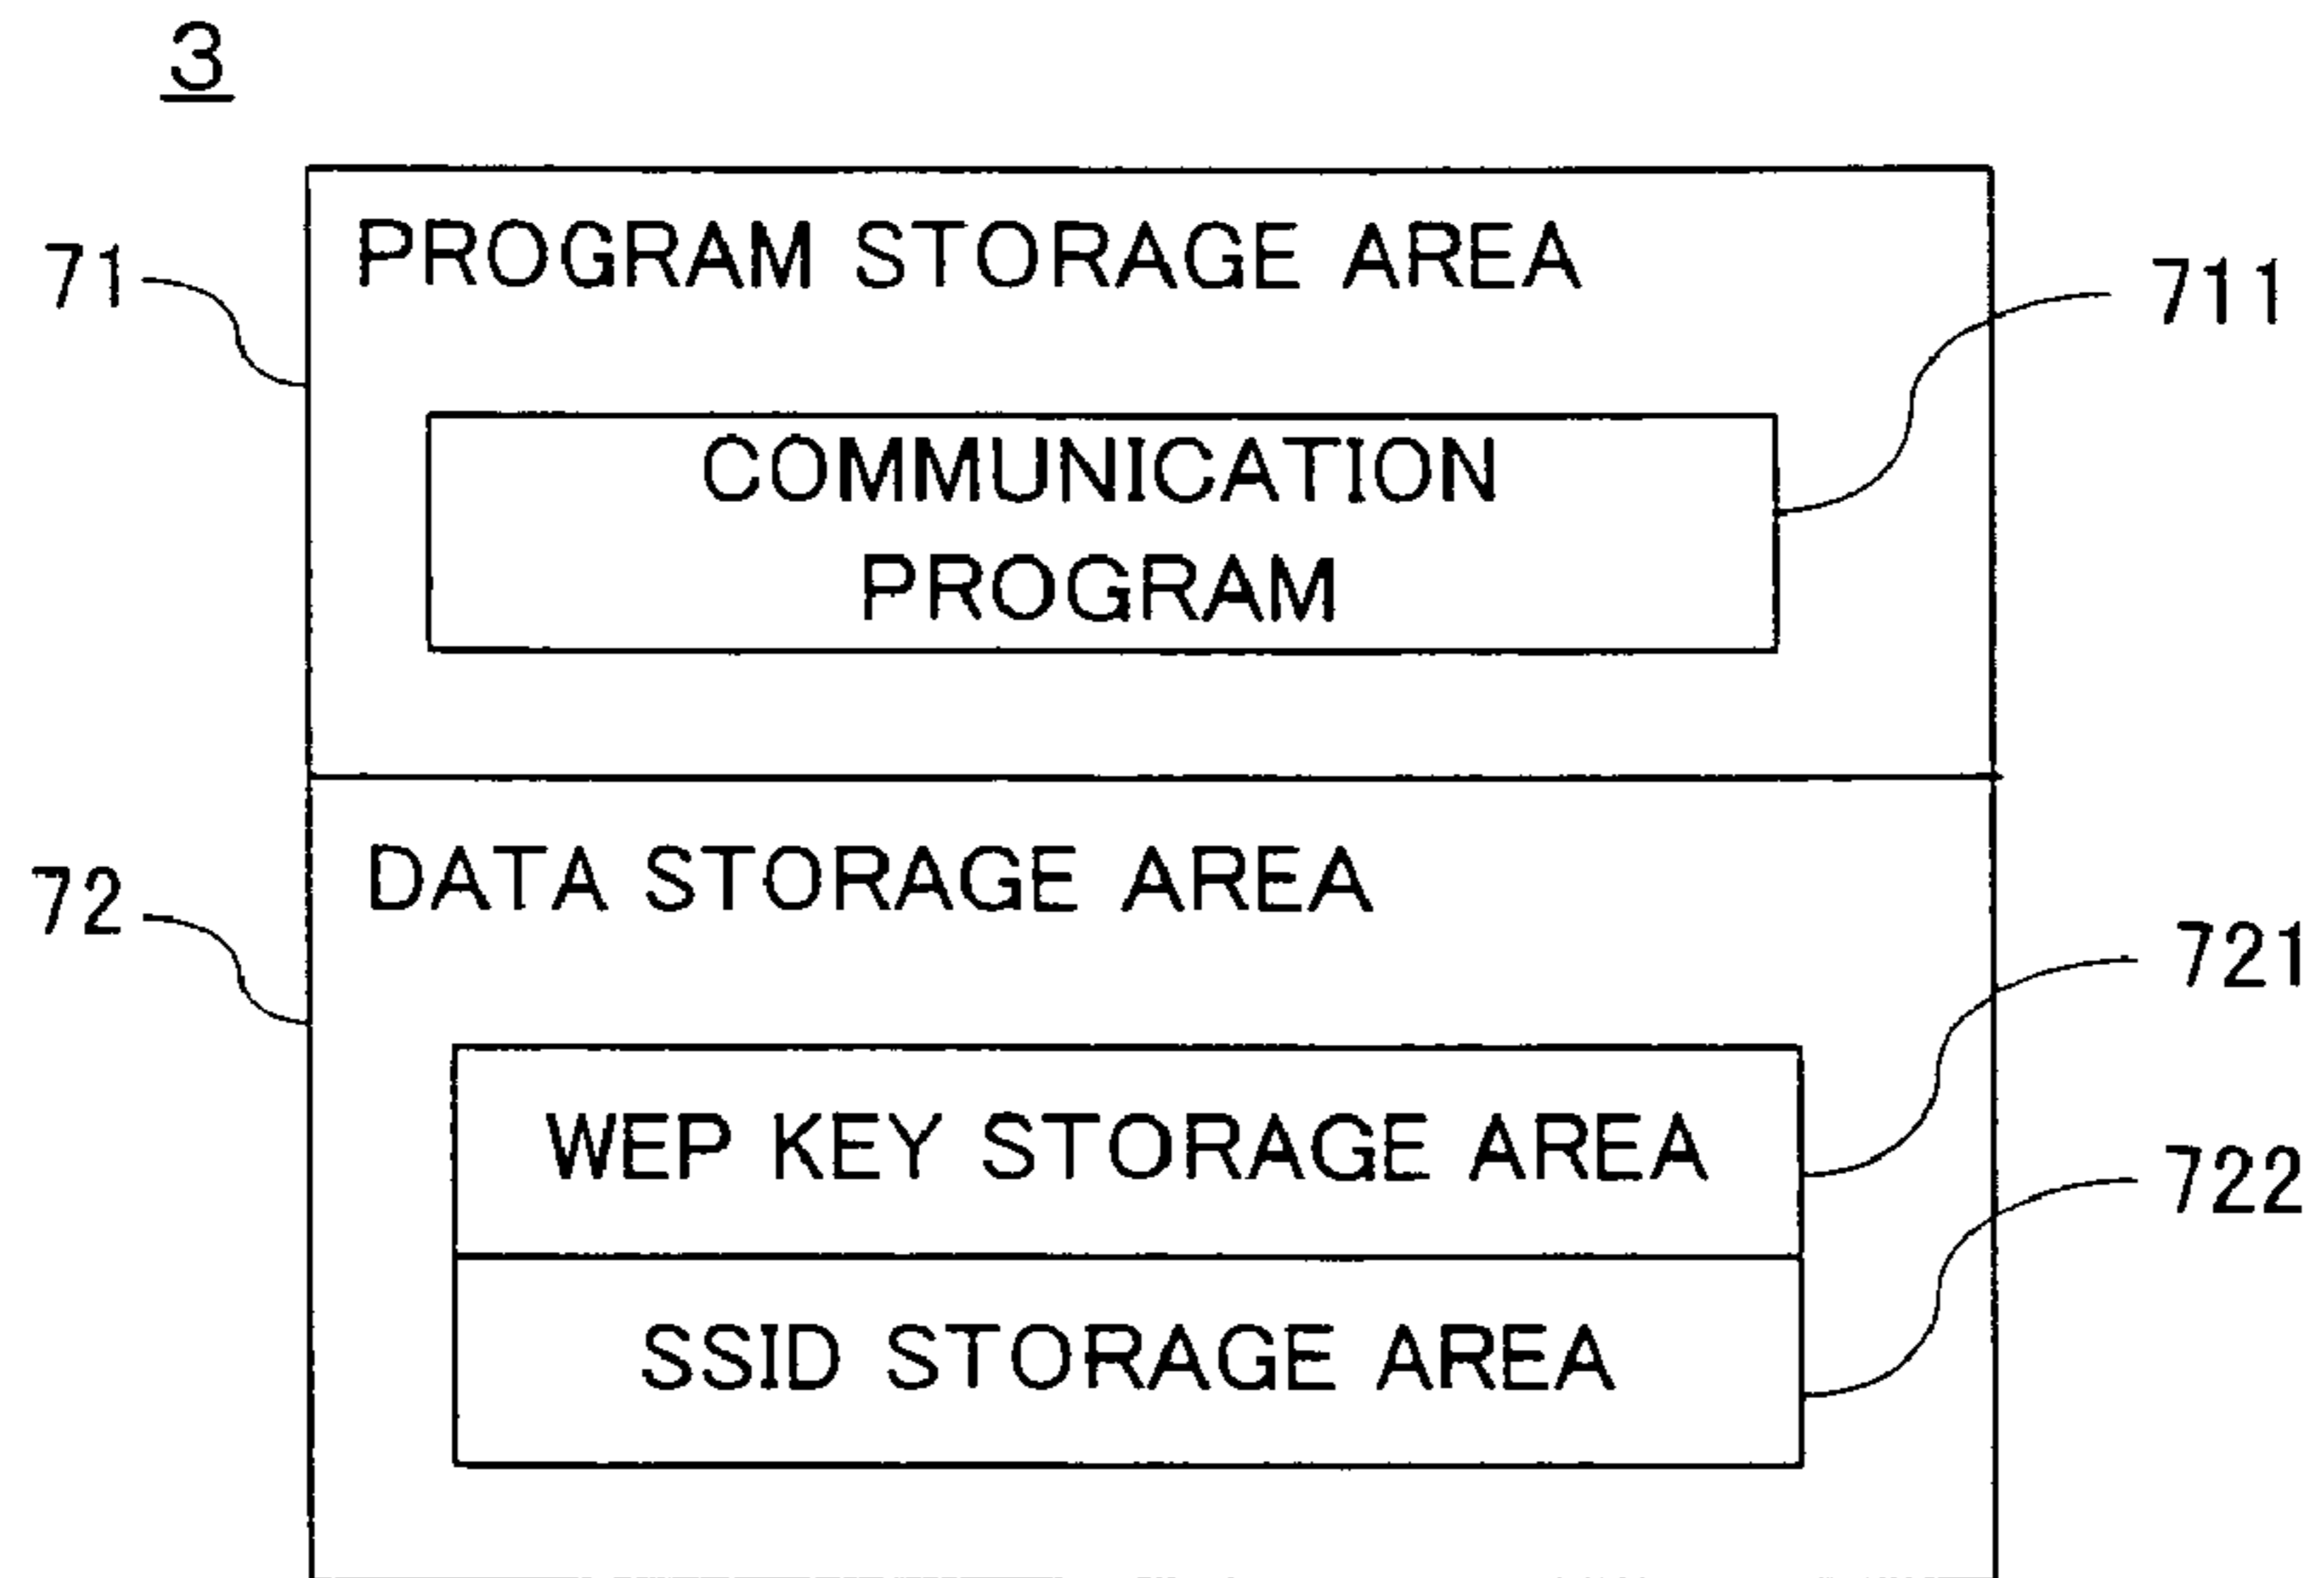 3
PROGRAM STORAGE AREA
71
711
COMMUNICATION
PROGRAM
DATA STORAGE AREA
72
721
WEP KEY STORAGE AREA
722
SSID STORAGE AREA